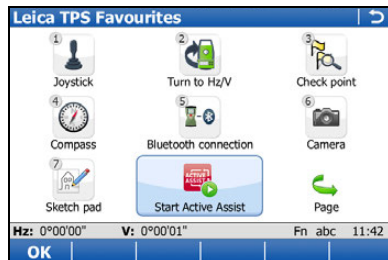 Leica TPS Favourites
1 2 3
Joystick Turn to Hz/V Check point
4 5 6
Compass Bluetooth connection Camera
7 ACTIVE ASSIST
Sketch pad Start Active Assist Page
Hz: 0°00'00" V: 0°00'01" Fn abc 11:42
OK